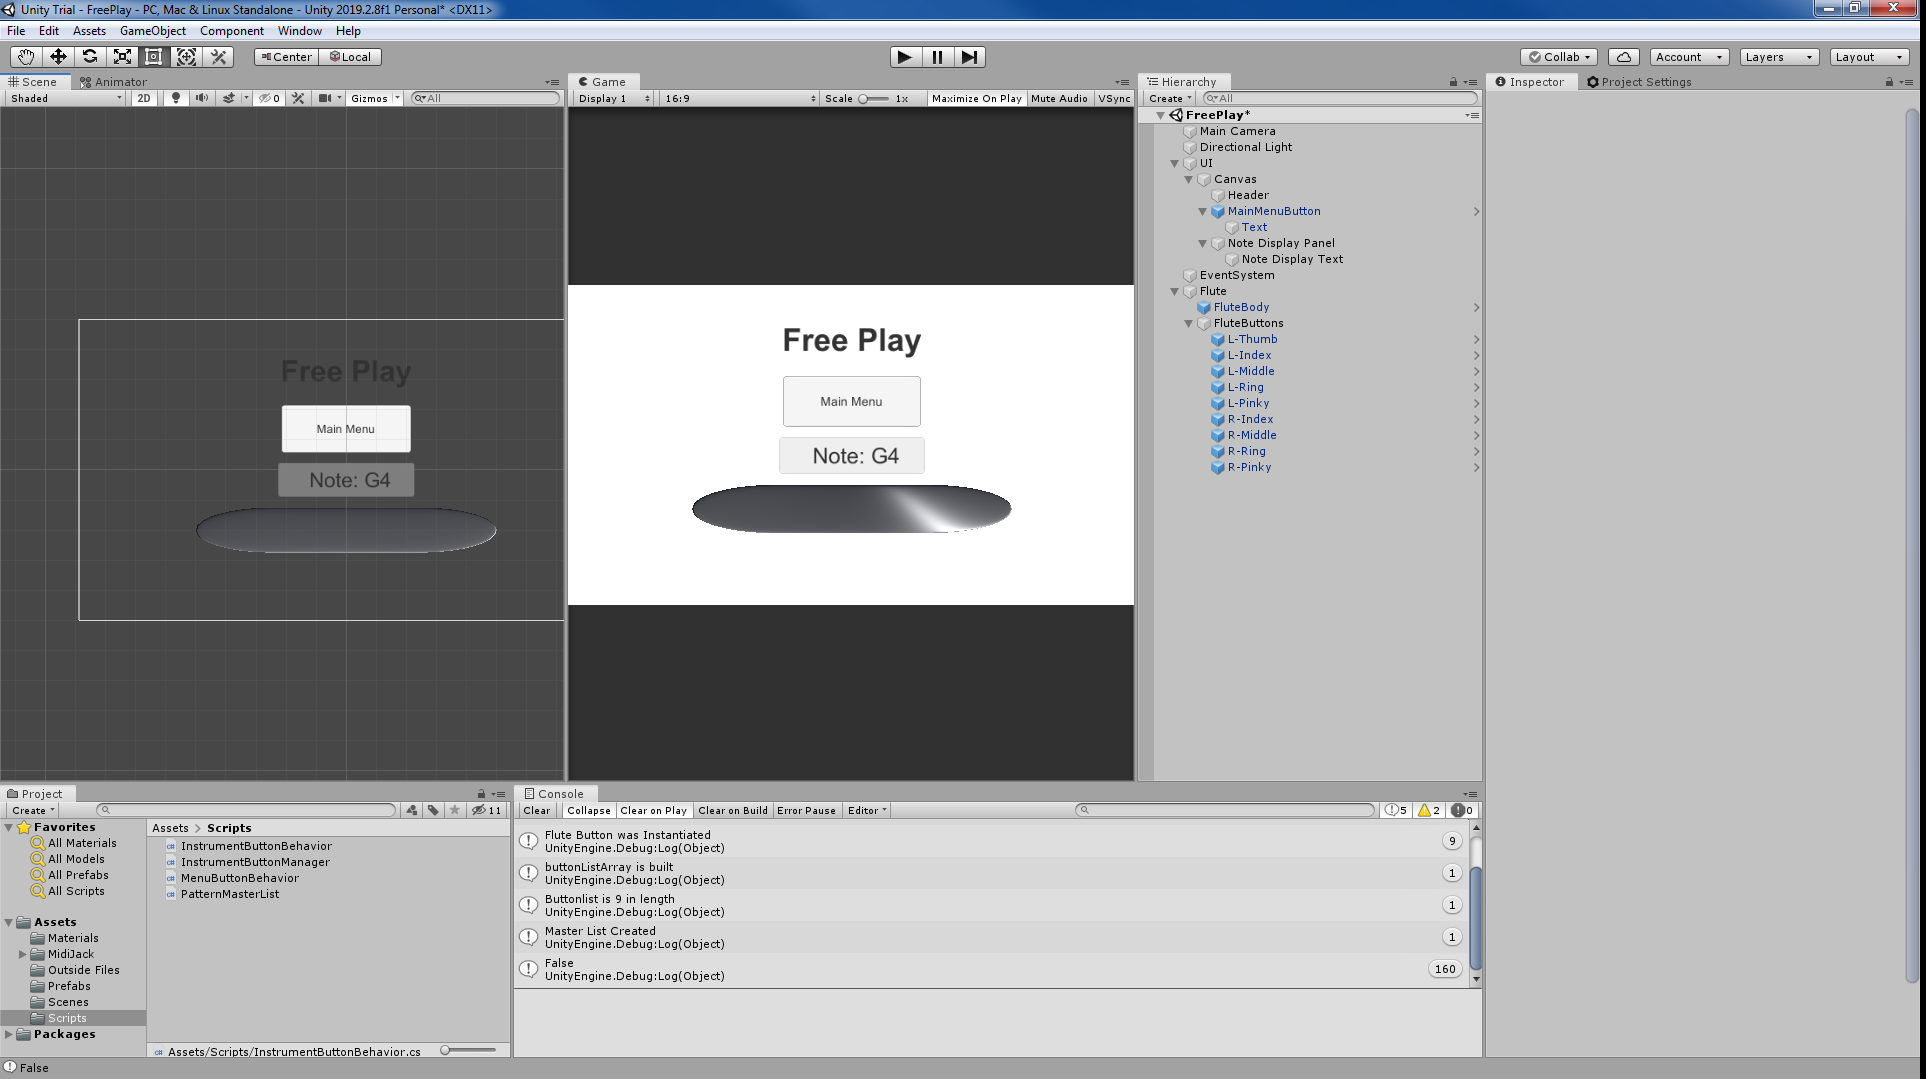 Unity Trial - FreePlay - PC, Mac & Linux Standalone - Unity 2019.2.8f1 Personal* <DX11>
File Edit Assets GameObject Component Window Help
Center Local Collab Account Layers Layout
Scene Animator
Shaded 2D 0 Gizmos All
Free Play
Main Menu
Note: G4
Game
Display 1 16:9 Scale 1x Maximize On Play Mute Audio VSync
Free Play
Main Menu
Note: G4
Hierarchy
Create All
FreePlay*
Main Camera
Directional Light
UI
Canvas
Header
MainMenuButton
Text
Note Display Panel
Note Display Text
EventSystem
Flute
FluteBody
FluteButtons
L-Thumb
L-Index
L-Middle
L-Ring
L-Pinky
R-Index
R-Middle
R-Ring
R-Pinky
Inspector Project Settings
Project
Create 11
Favorites
All Materials
All Models
All Prefabs
All Scripts
Assets
Materials
MidiJack
Outside Files
Prefabs
Scenes
Scripts
Packages
Assets > Scripts
InstrumentButtonBehavior
InstrumentButtonManager
MenuButtonBehavior
PatternMasterList
Assets/Scripts/InstrumentButtonBehavior.cs
Console
Clear Collapse Clear on Play Clear on Build Error Pause Editor 5 2 0
Flute Button was Instantiated
UnityEngine.Debug:Log(Object)
9
buttonListArray is built
UnityEngine.Debug:Log(Object)
1
Buttonlist is 9 in length
UnityEngine.Debug:Log(Object)
1
Master List Created
UnityEngine.Debug:Log(Object)
1
False
UnityEngine.Debug:Log(Object)
160
False